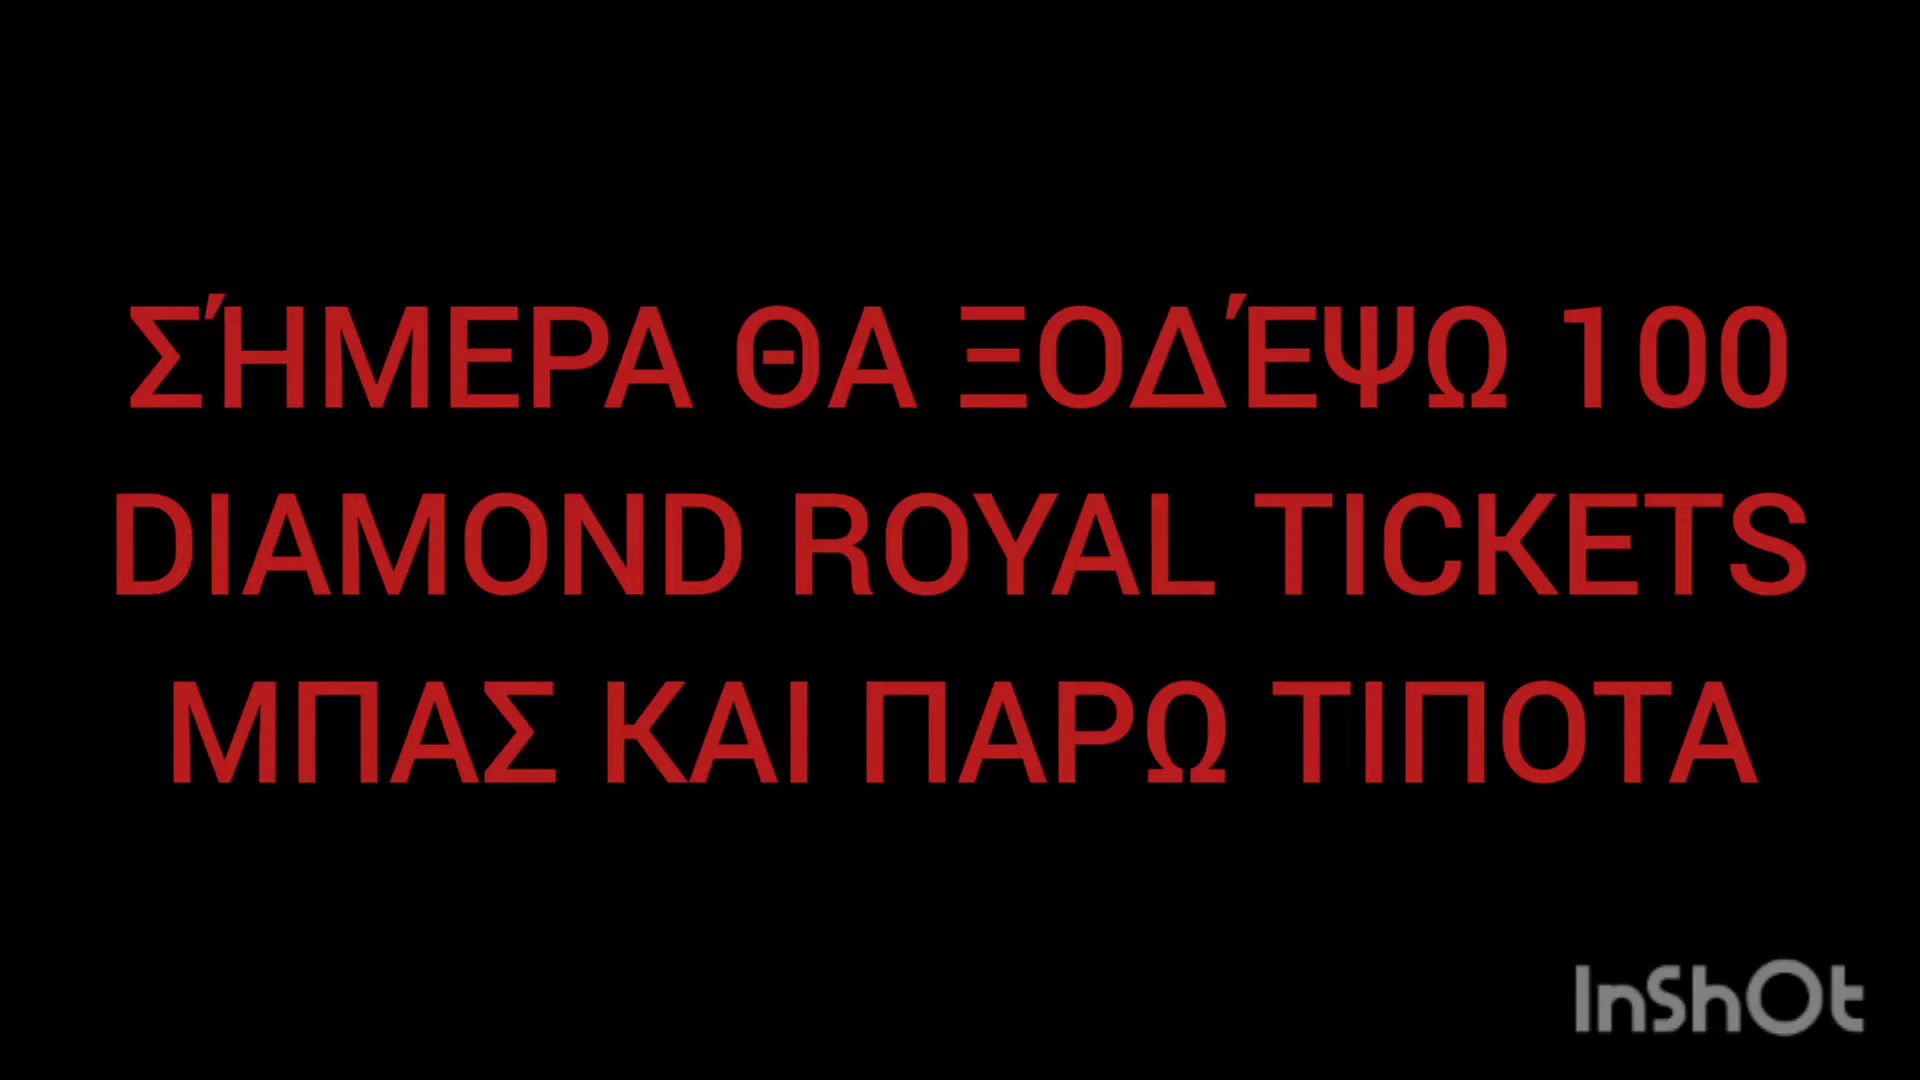 ΣΉΜΕΡΑ ΘΑ ΞΟΔΈΨΩ 100
DIAMOND ROYAL TICKETS
ΜΠΑΣ ΚΑΙ ΠΑΡΩ ΤΙΠΟΤΑ
InShOt